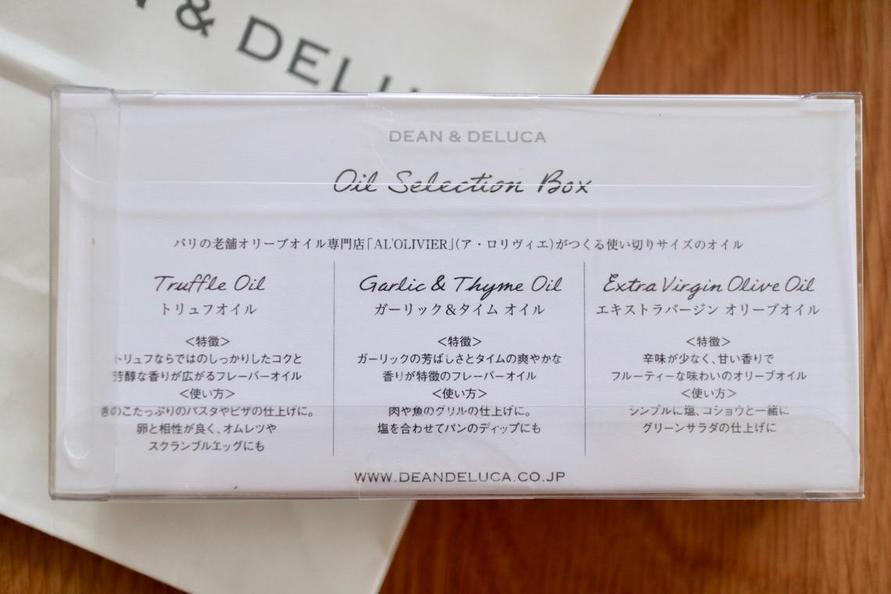 & DELU
DEAN & DELUCA
Oil Selection Box
パリの老舗オリーブオイル専門店「AL'OLIVIER」(ア・ロリヴィエ)がつくる使い切りサイズのオイル
Truffle Oil
トリュフオイル
<特徴>
トリュフならではのしっかりしたコクと
芳醇な香りが広がるフレーバーオイル
<使い方>
きのこたっぷりのパスタやピザの仕上げに。
卵と相性が良く、オムレツや
スクランブルエッグにも
Garlic & Thyme Oil
ガーリック&タイム オイル
<特徴>
ガーリックの芳ばしさとタイムの爽やかな
香りが特徴のフレーバーオイル
<使い方>
肉や魚のグリルの仕上げに。
塩を合わせてパンのディップにも
Extra Virgin Olive Oil
エキストラバージン オリーブオイル
<特徴>
辛味が少なく、甘い香りで
フルーティーな味わいのオリーブオイル
<使い方>
シンプルに塩、コショウと一緒に
グリーンサラダの仕上げに
WWW.DEANDELUCA.CO.JP